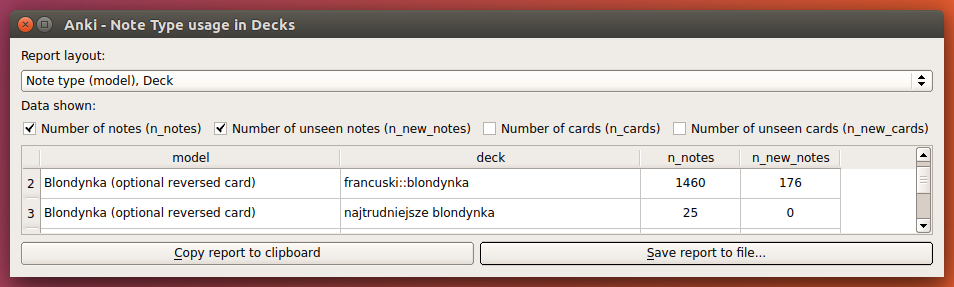 Anki - Note Type usage in Decks
Report layout:
Note type (model), Deck
Data shown:
Number of notes (n_notes) Number of unseen notes (n_new_notes) Number of cards (n_cards) Number of unseen cards (n_new_cards)
model deck n_notes n_new_notes
2 Blondynka (optional reversed card) francuski::blondynka 1460 176
3 Blondynka (optional reversed card) najtrudniejsze blondynka 25 0
Copy report to clipboard Save report to file...